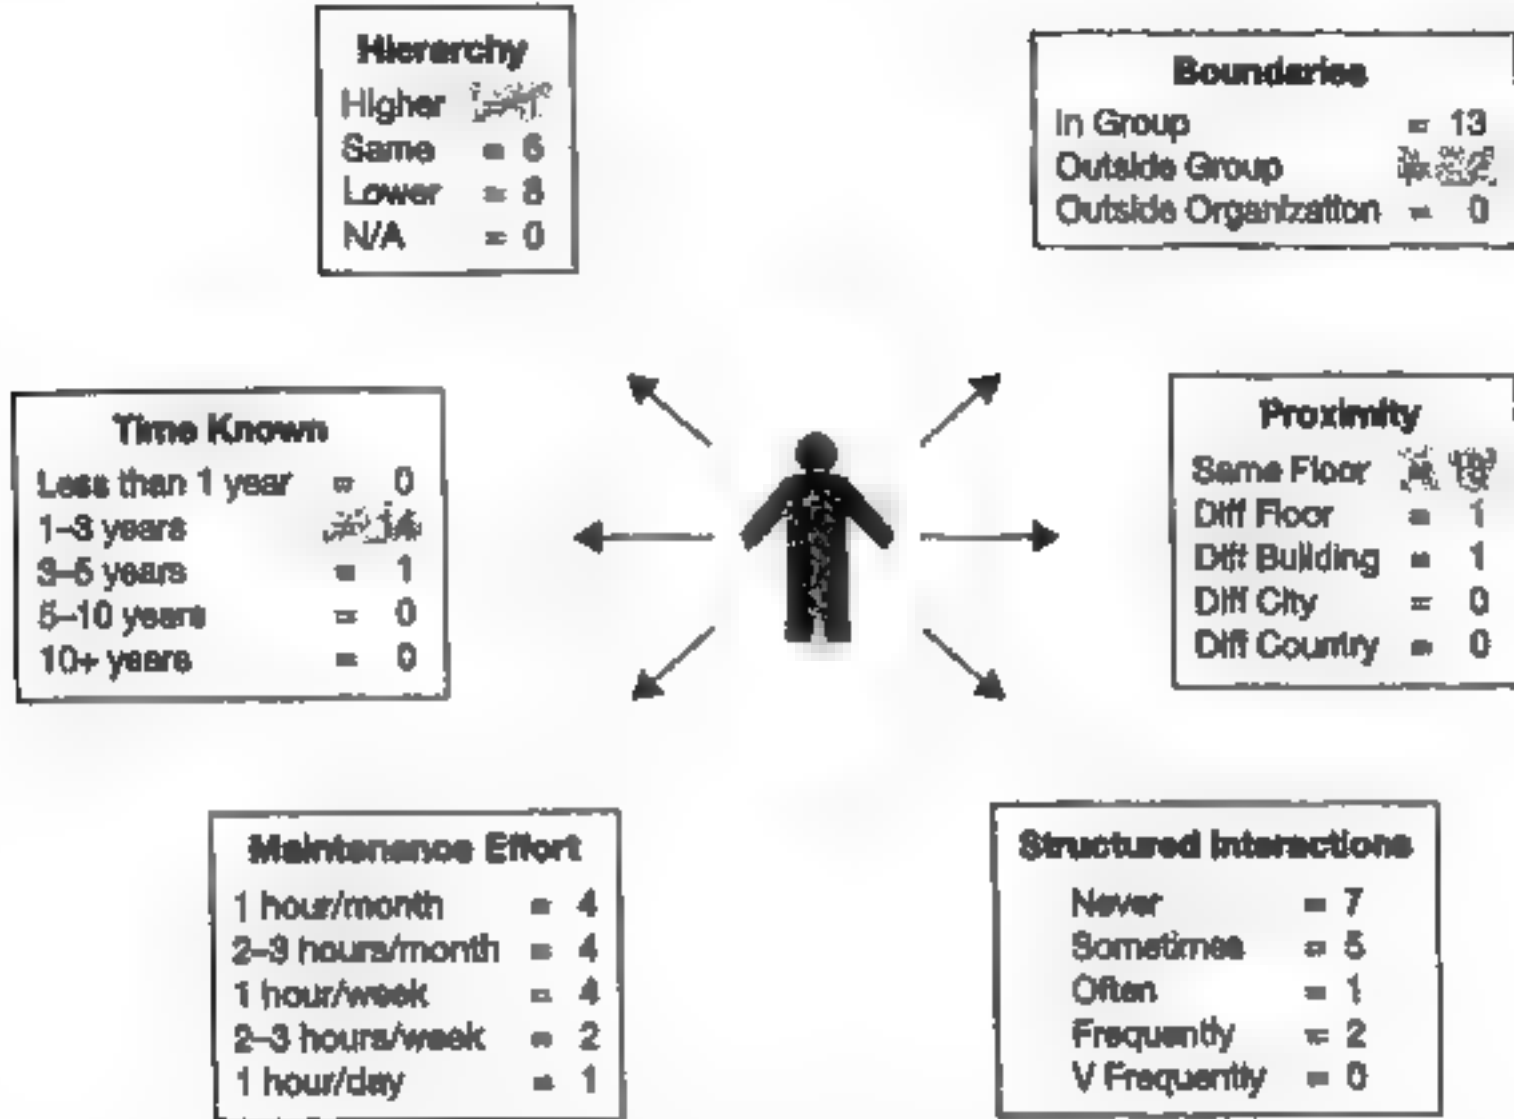 Hierarchy
Higher = 1
Same = 6
Lower = 8
N/A = 0
Boundaries
In Group = 13
Outside Group = 2
Outside Organization = 0
Time Known
Less than 1 year = 0
1–3 years = 14
3–5 years = 1
5–10 years = 0
10+ years = 0
Proximity
Same Floor = 13
Diff Floor = 1
Diff Building = 1
Diff City = 0
Diff Country = 0
Maintenance Effort
1 hour/month = 4
2–3 hours/month = 4
1 hour/week = 4
2–3 hours/week = 2
1 hour/day = 1
Structured Interactions
Never = 7
Sometimes = 5
Often = 1
Frequently = 2
V Frequently = 0